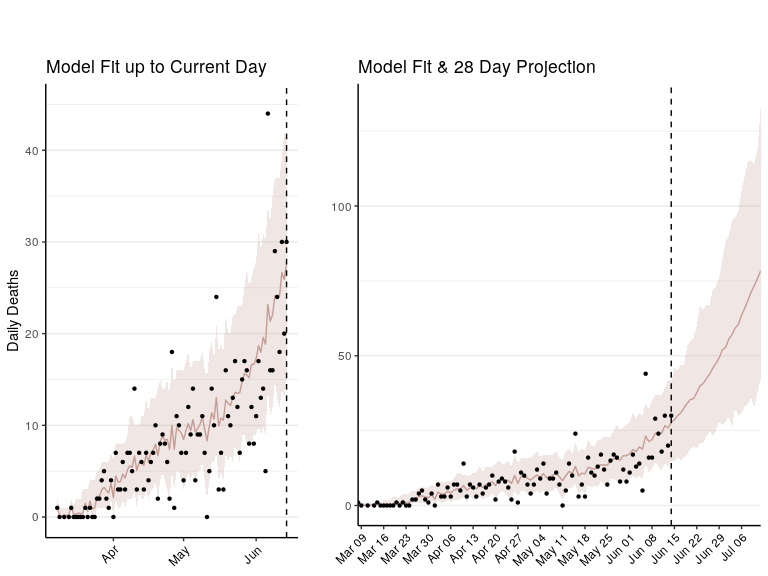 Model Fit up to Current Day
Daily Deaths
40
30
20
10
0
Apr
May
Jun
Model Fit & 28 Day Projection
100
50
0
Mar 09
Mar 16
Mar 23
Mar 30
Apr 06
Apr 13
Apr 20
Apr 27
May 04
May 11
May 18
May 25
Jun 01
Jun 08
Jun 15
Jun 22
Jun 29
Jul 06